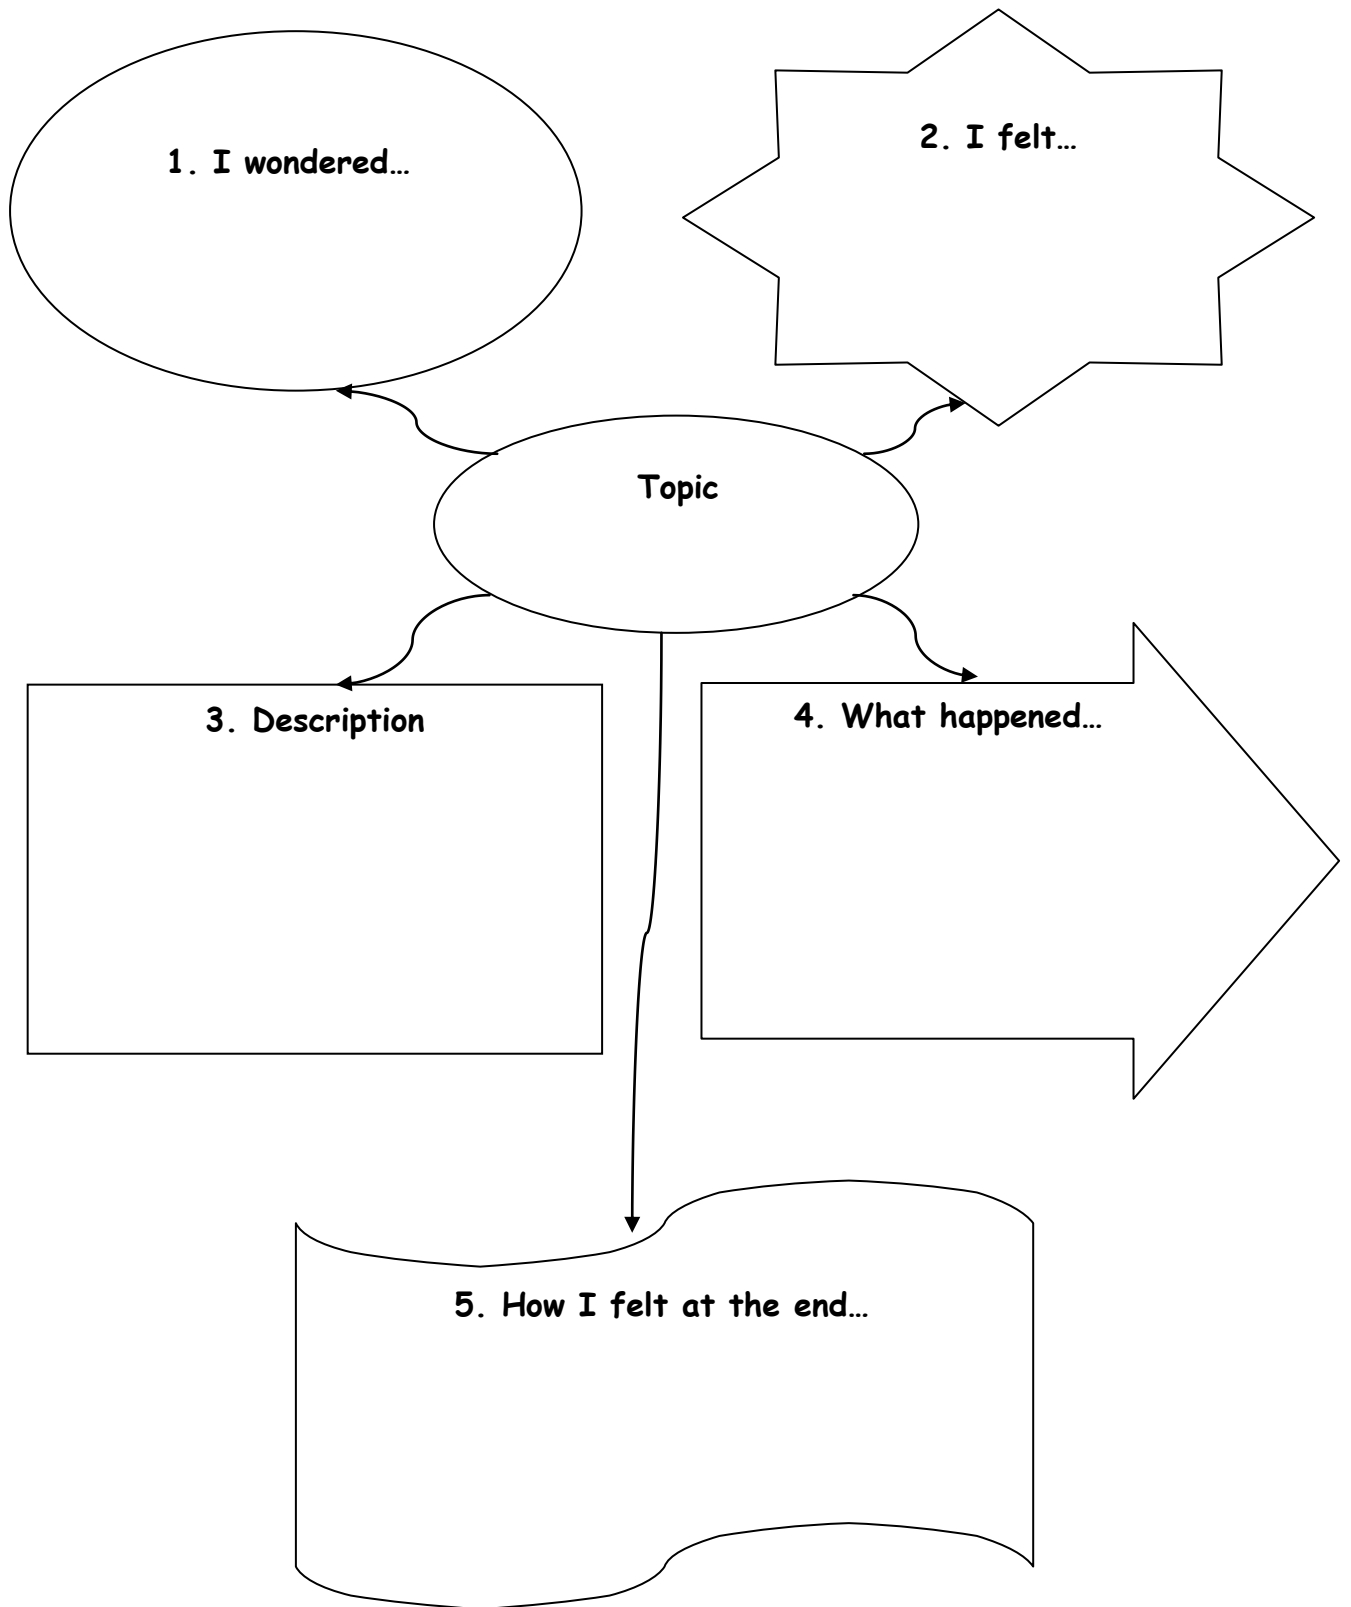 1. I wondered…
2. I felt…
Topic
3. Description
4. What happened…
5. How I felt at the end…